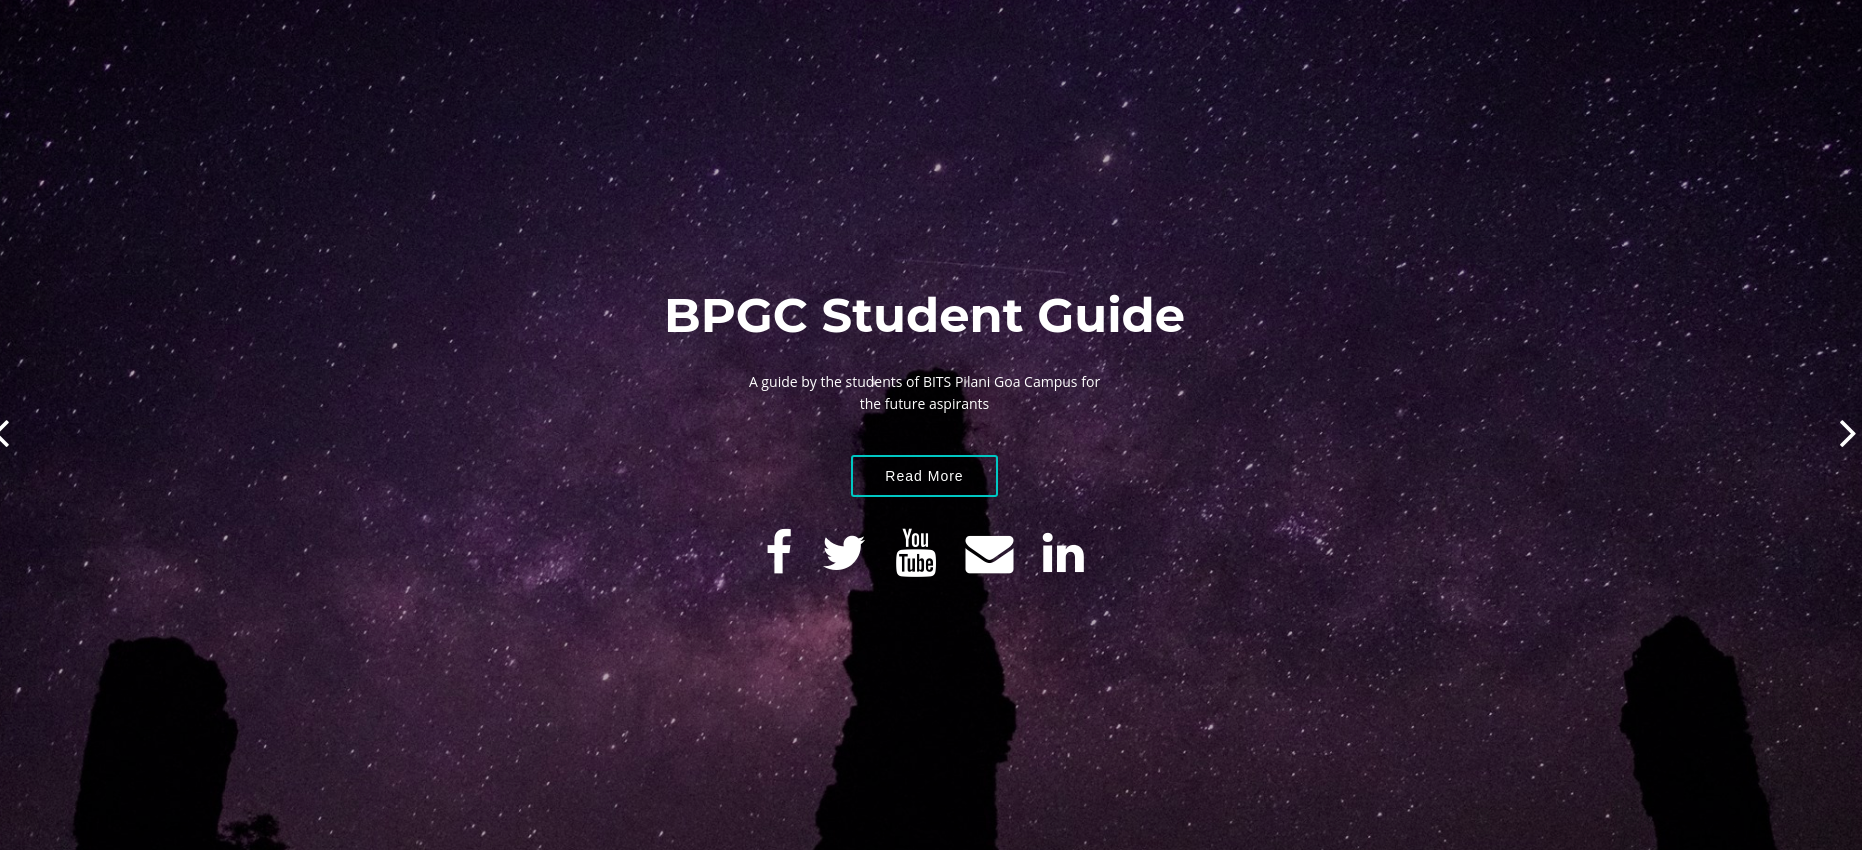 BPGC Student Guide
A guide by the students of BITS Pilani Goa Campus for
the future aspirants
Read More
You
Tube
in